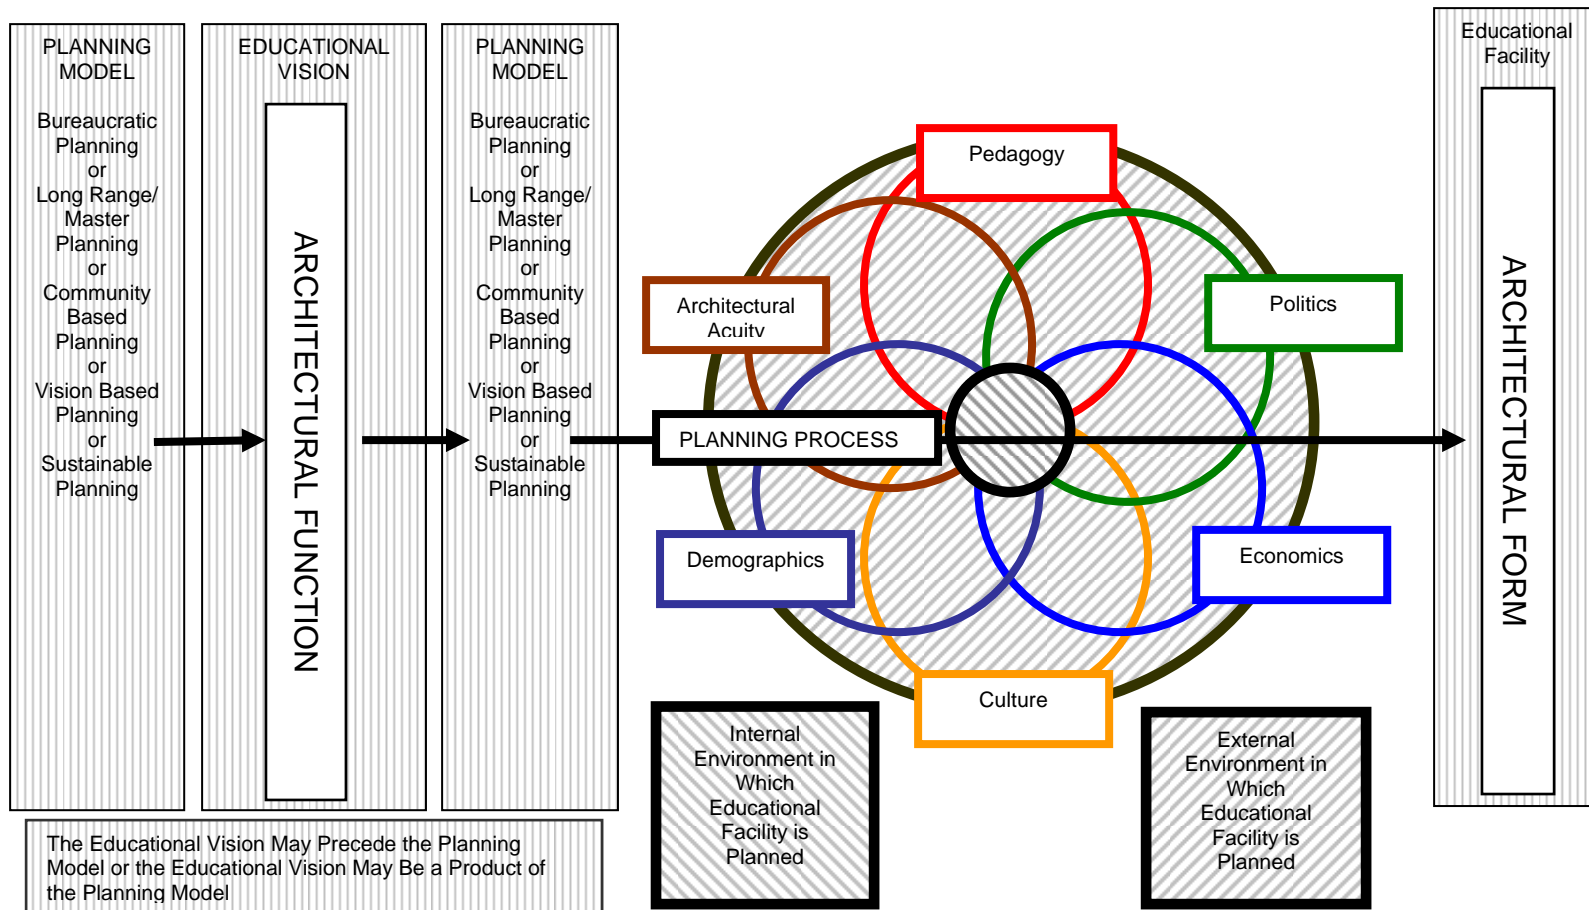 PLANNING
MODEL
Bureaucratic
Planning
or
Long Range/
Master
Planning
or
Community
Based
Planning
or
Vision Based
Planning
or
Sustainable
Planning
EDUCATIONAL
VISION
ARCHITECTURAL FUNCTION
PLANNING
MODEL
Bureaucratic
Planning
or
Long Range/
Master
Planning
or
Community
Based
Planning
or
Vision Based
Planning
or
Sustainable
Planning
Pedagogy
Architectural
Acuity
Politics
PLANNING PROCESS
Demographics
Economics
Culture
Internal
Environment in
Which
Educational
Facility is
Planned
External
Environment in
Which
Educational
Facility is
Planned
Educational
Facility
ARCHITECTURAL FORM
The Educational Vision May Precede the Planning
Model or the Educational Vision May Be a Product of
the Planning Model